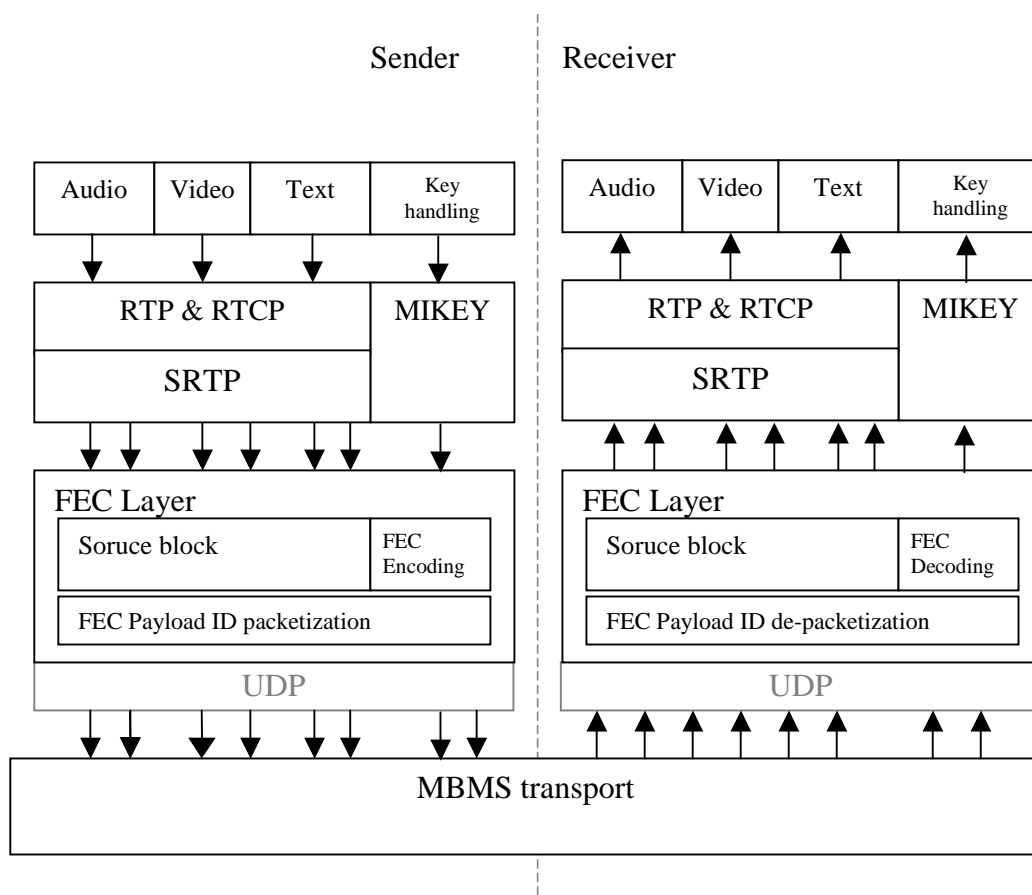 Sender
Receiver
Audio
Video
Text
Key
handling
Audio
Video
Text
Key
handling
RTP & RTCP
MIKEY
SRTP
RTP & RTCP
MIKEY
SRTP
FEC Layer
Soruce block
FEC
Encoding
FEC Payload ID packetization
UDP
FEC Layer
Soruce block
FEC
Decoding
FEC Payload ID de-packetization
UDP
MBMS transport